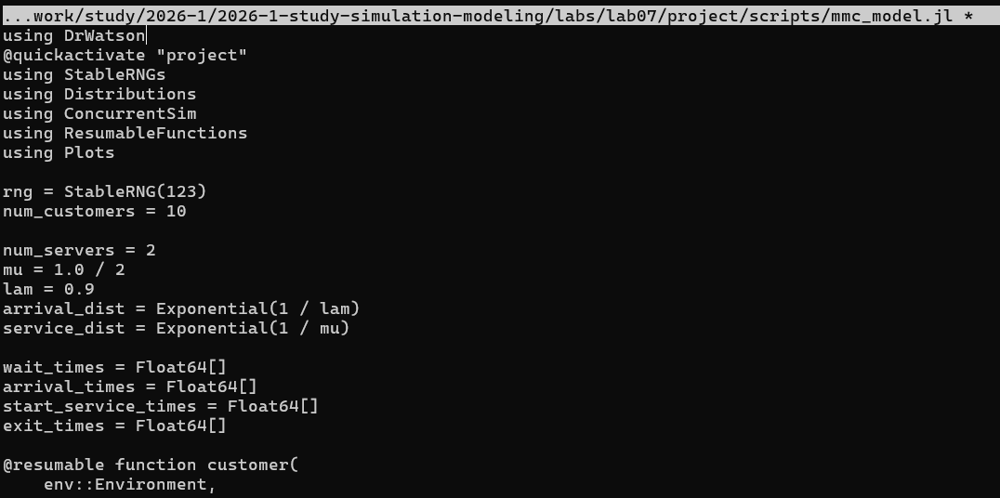 ...work/study/2026-1/2026-1-study-simulation-modeling/labs/lab07/project/scripts/mmc_model.jl *
using DrWatson
@quickactivate "project"
using StableRNGs
using Distributions
using ConcurrentSim
using ResumableFunctions
using Plots

rng = StableRNG(123)
num_customers = 10

num_servers = 2
mu = 1.0 / 2
lam = 0.9
arrival_dist = Exponential(1 / lam)
service_dist = Exponential(1 / mu)

wait_times = Float64[]
arrival_times = Float64[]
start_service_times = Float64[]
exit_times = Float64[]

@resumable function customer(
    env::Environment,